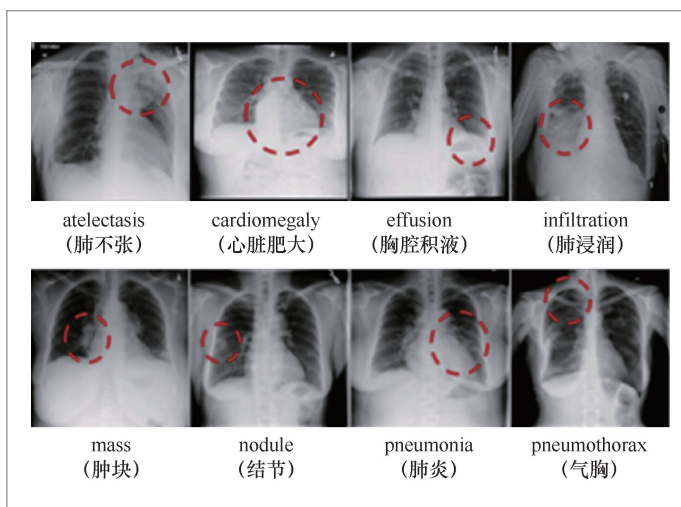 atelectasis
(肺不张)
cardiomegaly
(心脏肥大)
effusion
(胸腔积液)
infiltration
(肺浸润)
mass
(肿块)
nodule
(结节)
pneumonia
(肺炎)
pneumothorax
(气胸)